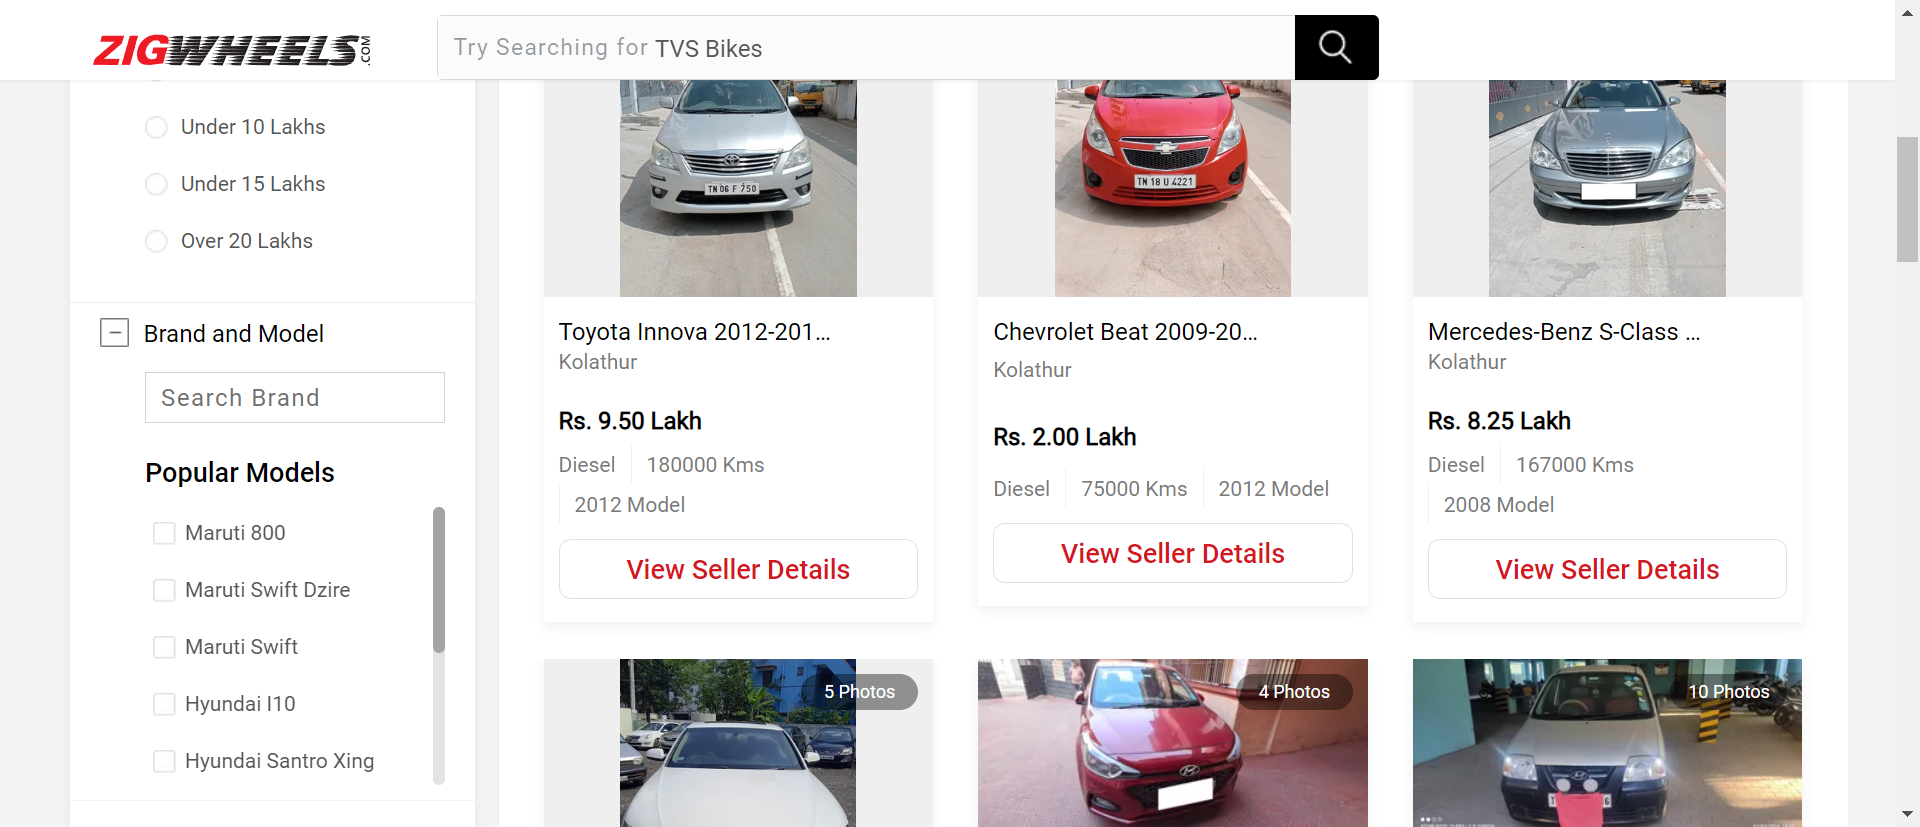 ZIGWHEELS.COM
Try Searching for TVS Bikes
Under 10 Lakhs
Under 15 Lakhs
Over 20 Lakhs
Brand and Model
Search Brand
Popular Models
Maruti 800
Maruti Swift Dzire
Maruti Swift
Hyundai I10
Hyundai Santro Xing
TN 06 F 750
Toyota Innova 2012-201...
Kolathur
Rs. 9.50 Lakh
Diesel
180000 Kms
2012 Model
View Seller Details
TN 18 U 4221
Chevrolet Beat 2009-20...
Kolathur
Rs. 2.00 Lakh
Diesel
75000 Kms
2012 Model
View Seller Details
Mercedes-Benz S-Class ...
Kolathur
Rs. 8.25 Lakh
Diesel
167000 Kms
2008 Model
View Seller Details
5 Photos
4 Photos
10 Photos